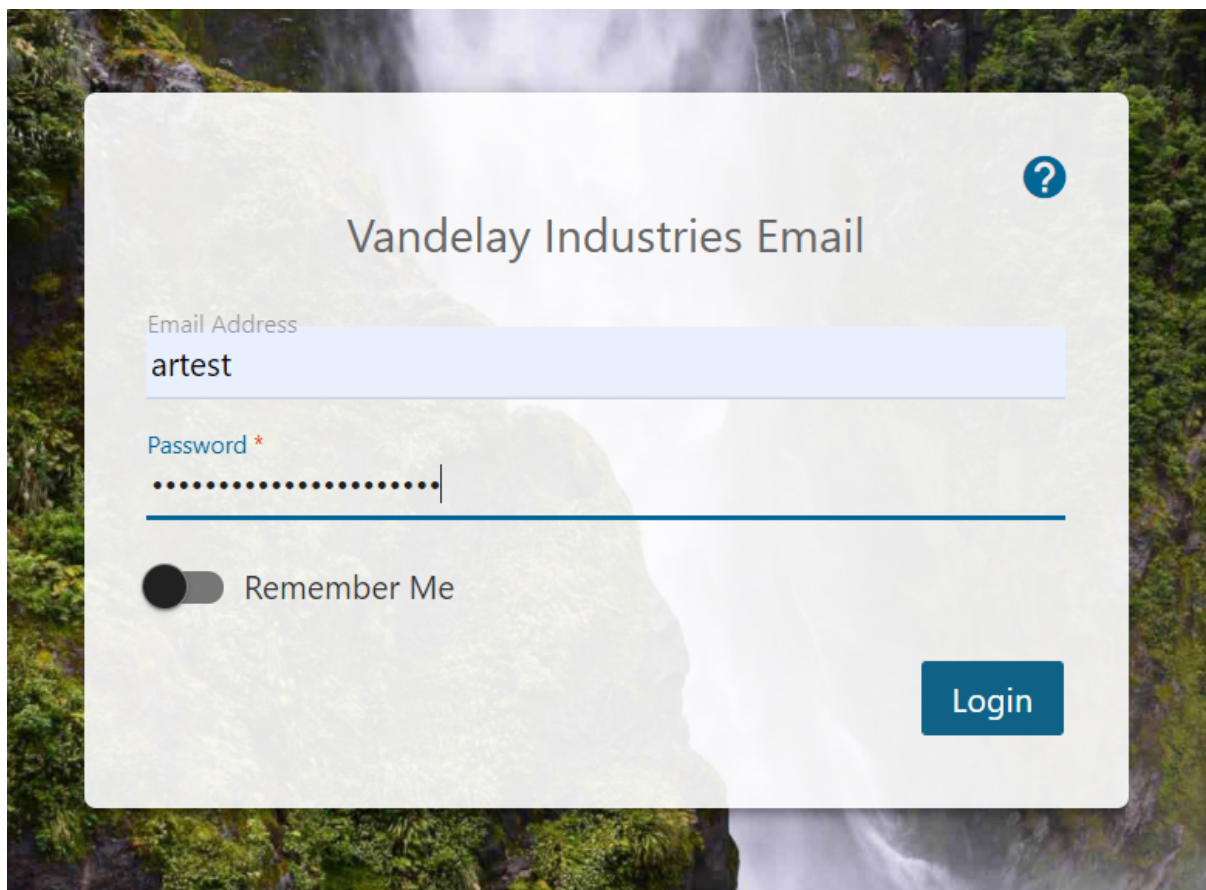 ?
Vandelay Industries Email
Email Address
artest
Password *
••••••••••••••••••••••
Remember Me
Login